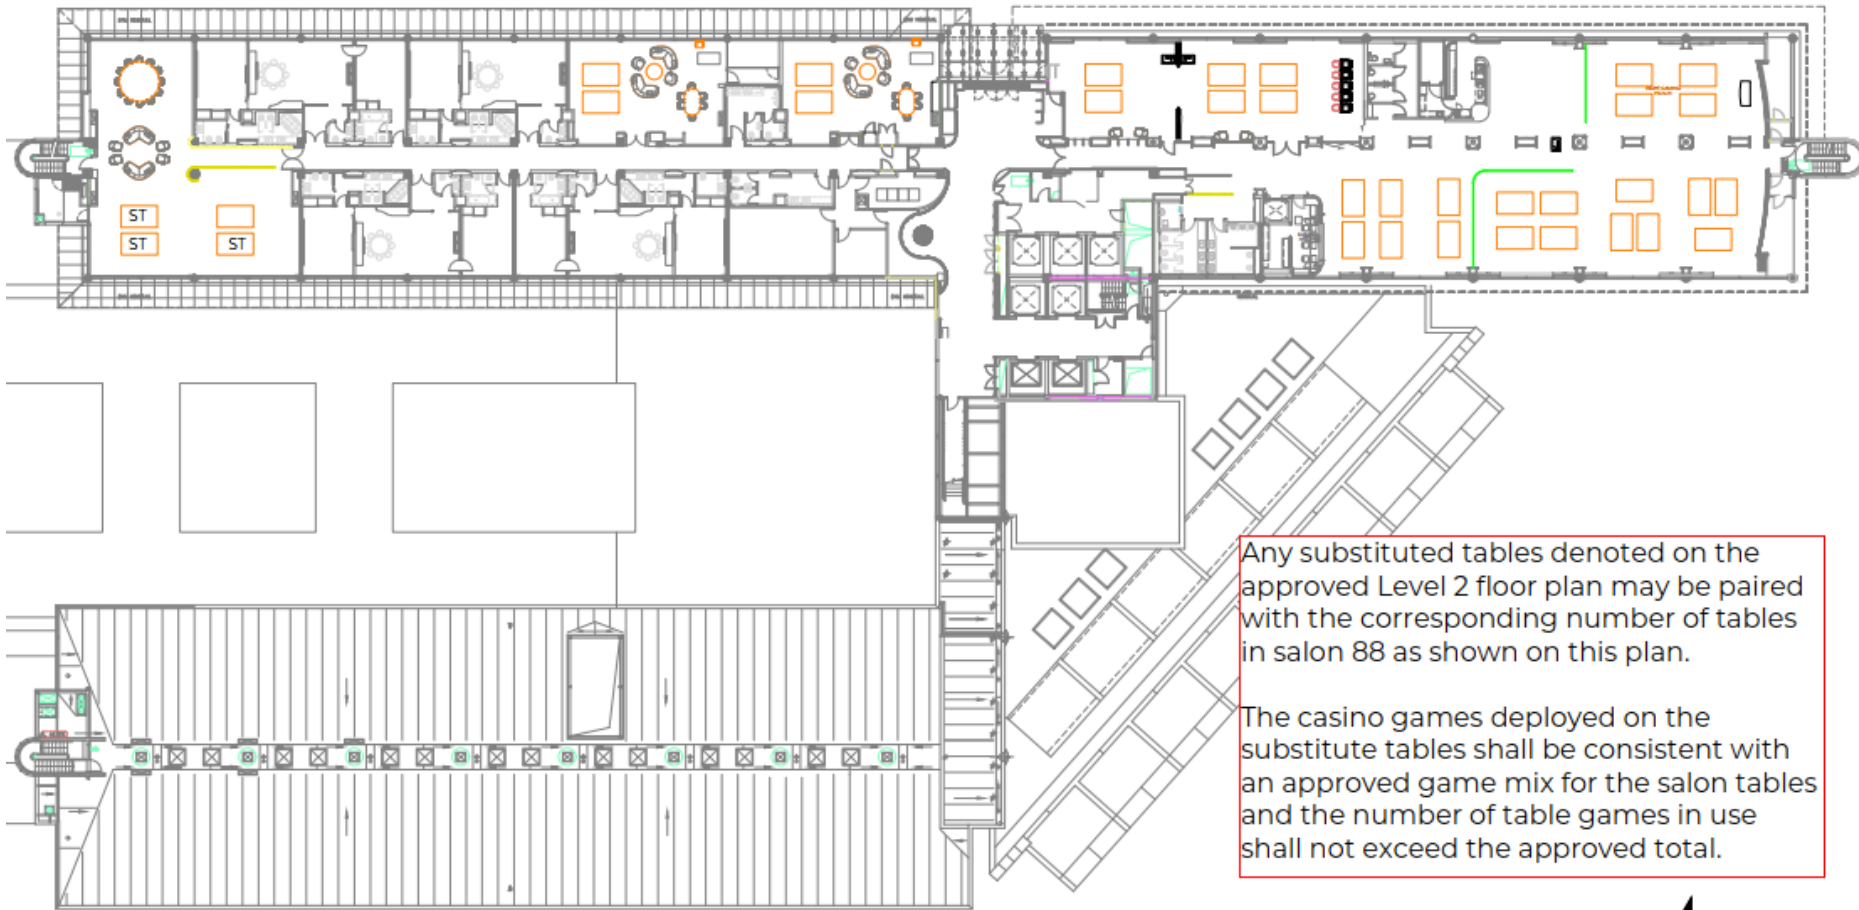 ST
ST
ST
Any substituted tables denoted on the
approved Level 2 floor plan may be paired
with the corresponding number of tables
in salon 88 as shown on this plan.
The casino games deployed on the
substitute tables shall be consistent with
an approved game mix for the salon tables
and the number of table games in use
shall not exceed the approved total.